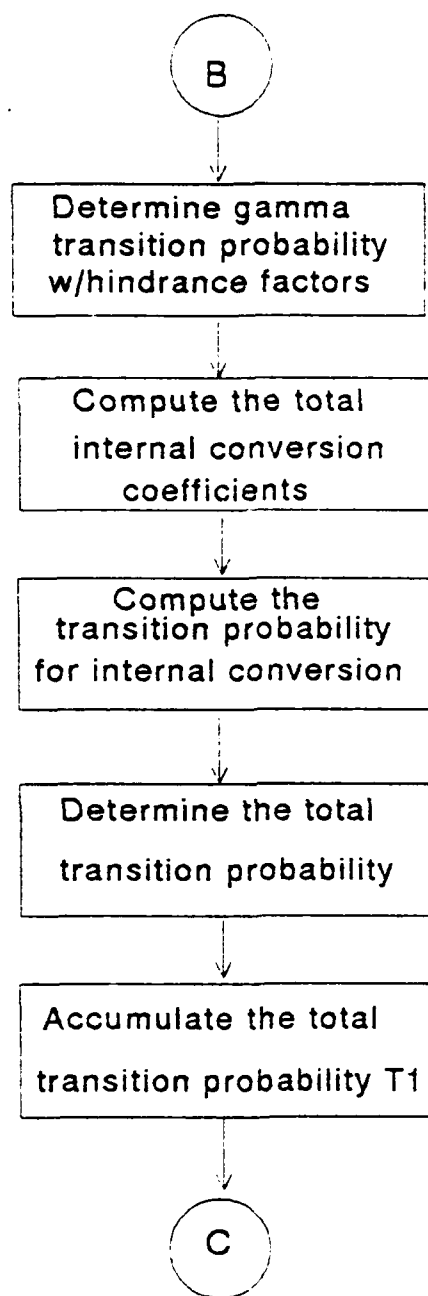 B
Determine gamma
transition probability
w/hindrance factors
Compute the total
internal conversion
coefficients
Compute the
transition probability
for internal conversion
Determine the total
transition probability
Accumulate the total
transition probability T1
C